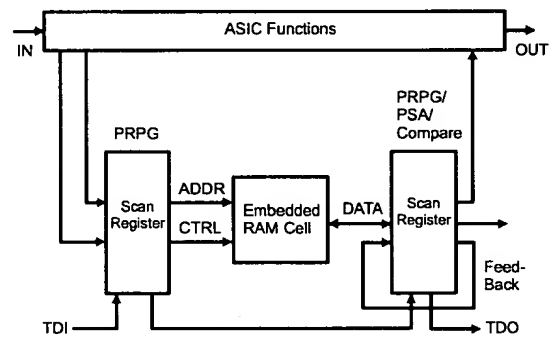 ASIC Functions
IN
OUT
PRPG/
PSA/
Compare
PRPG
ADDR
CTRL
DATA
Scan
Register
Embedded
RAM Cell
Scan
Register
Feed-
Back
TDI
TDO